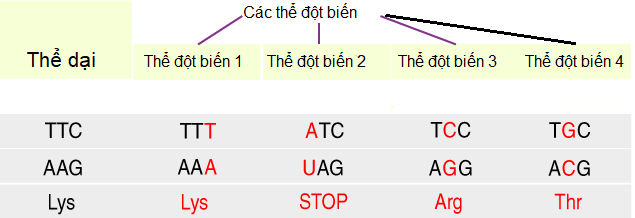 Các thể đột biến
Thể dại Thể đột biến 1 Thể đột biến 2 Thể đột biến 3 Thể đột biến 4
TTC TTT ATC TCC TGC
AAG AAA UAG AGG ACG
Lys Lys STOP Arg Thr